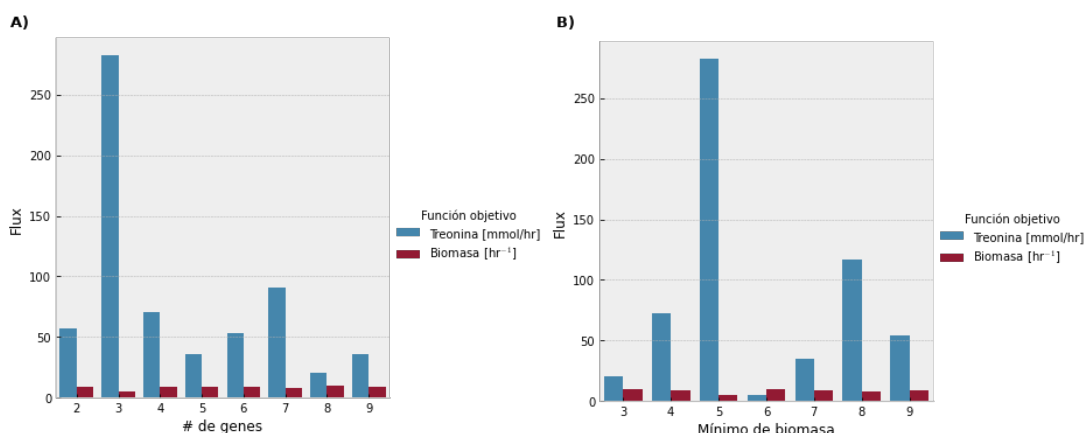 A)
Flux
250
200
150
100
50
0
2 3 4 5 6 7 8 9
# de genes
Función objetivo
Treonina [mmol/hr]
Biomasa [hr⁻¹]
B)
Flux
250
200
150
100
50
0
3 4 5 6 7 8 9
Mínimo de biomasa
Función objetivo
Treonina [mmol/hr]
Biomasa [hr⁻¹]